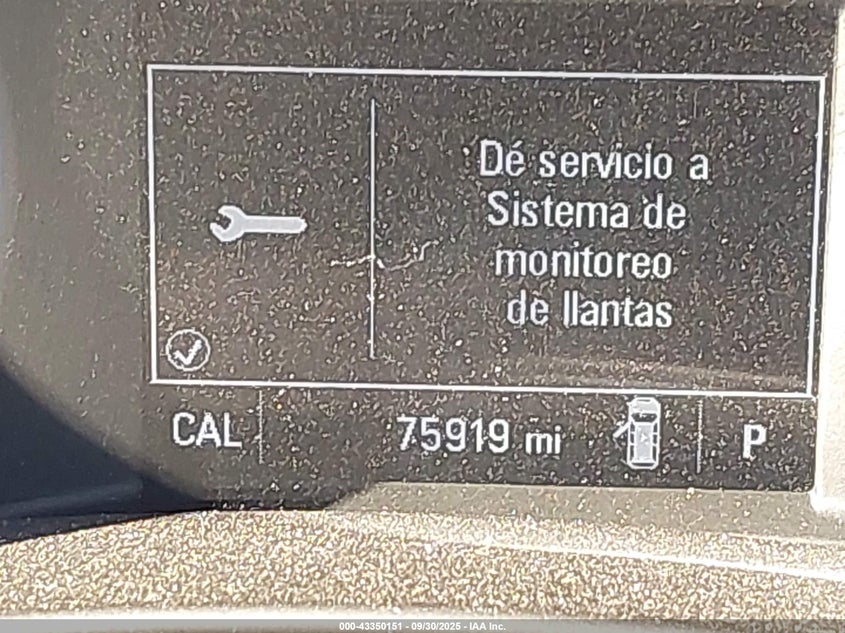 Dé servicio a
Sistema de
monitoreo
de llantas
CAL 75919 mi P
000-43350151 - 09/30/2025 - IAA Inc.